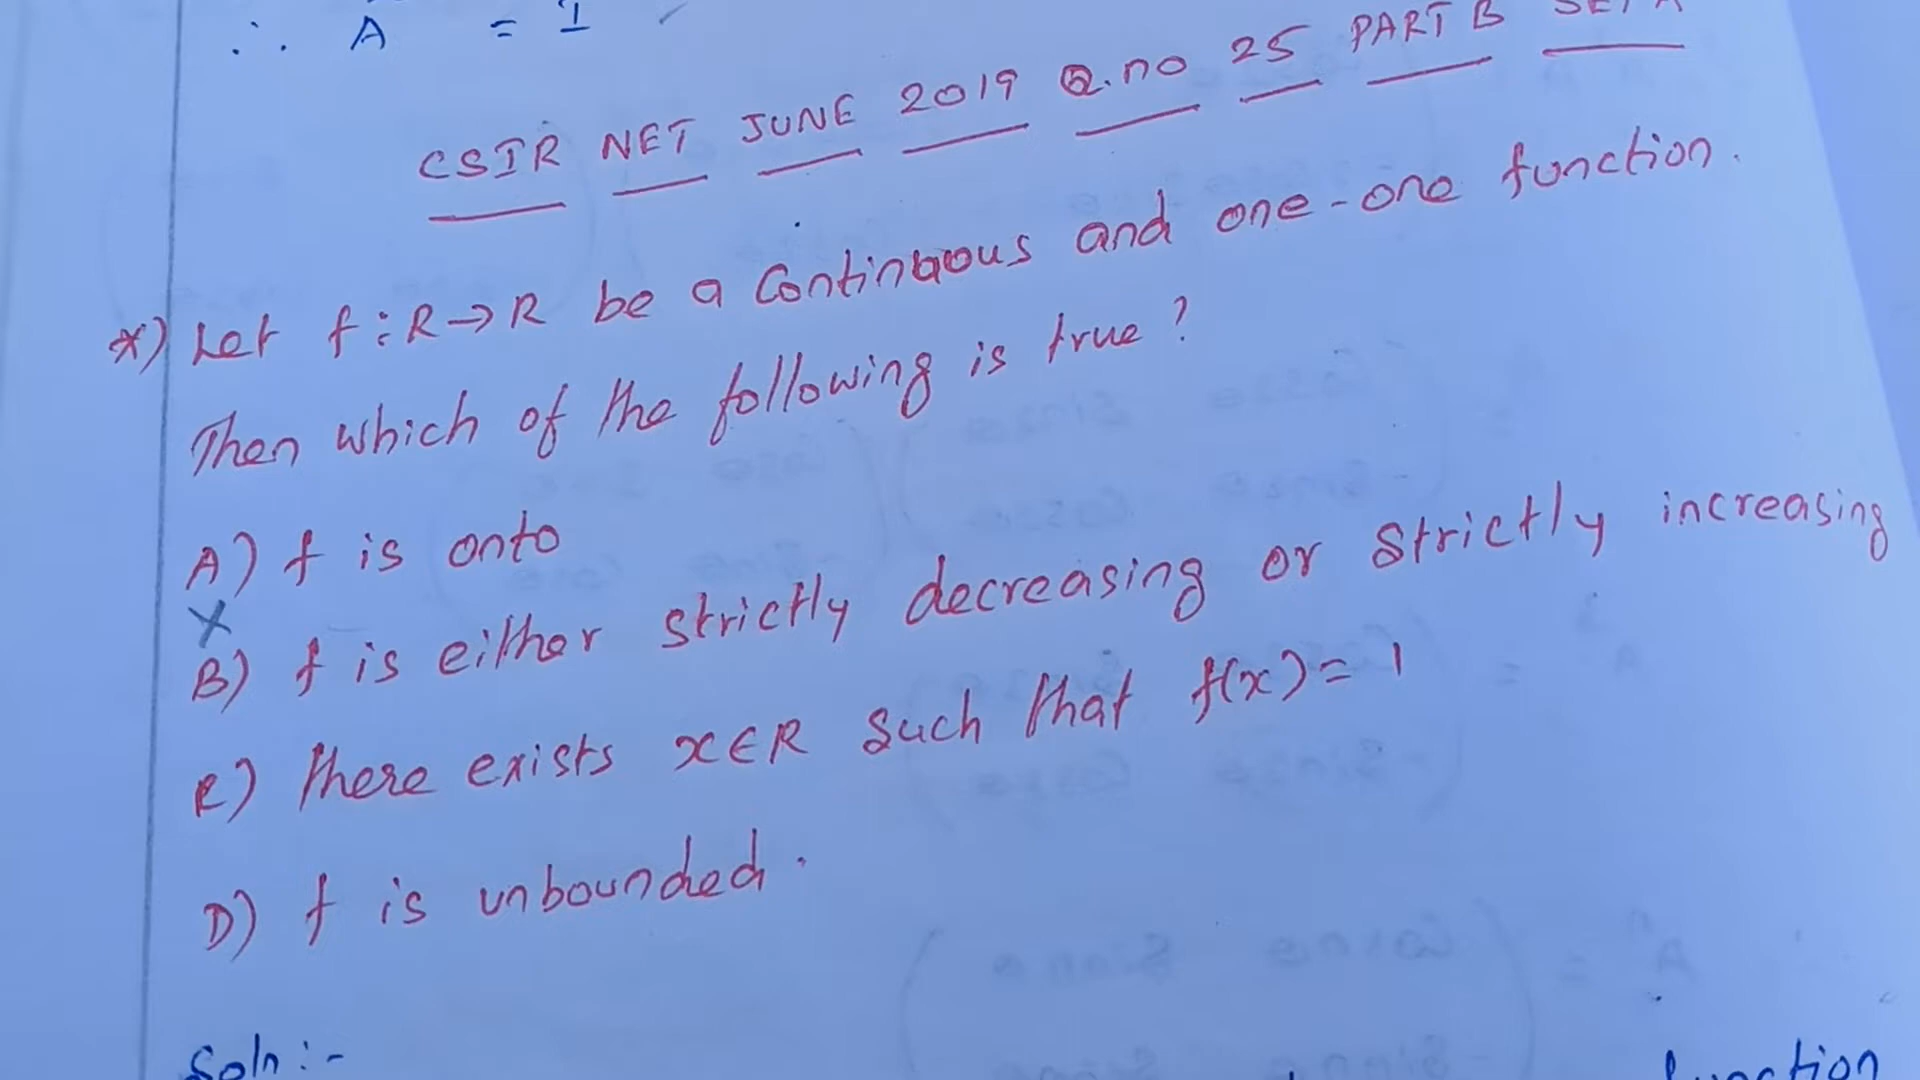 ∴ A = I
CSIR NET JUNE 2019 Q.no 25 PART B SET A
*) Let f:R→R be a Continuous and one-one function.
Then which of the following is true?
A) f is onto
X
B) f is either strictly decreasing or strictly increasing
C) there exists x∈R such that f(x)=1
D) f is unbounded.
Soln:-
function